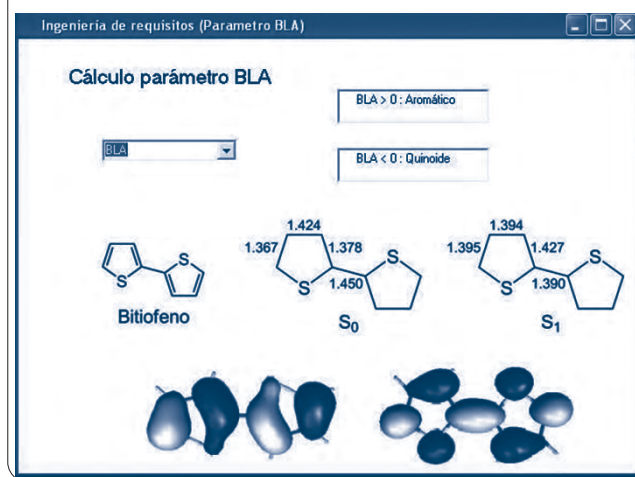 Ingeniería de requisitos (Parametro BLA)
Cálculo parámetro BLA
BLA > 0 : Aromático
BLA
BLA < 0 : Quinoide
1.424
1.367
1.378
S
S
1.450
S
S
Bitiofeno
S₀
1.394
1.395
1.427
S
S
1.390
S₁